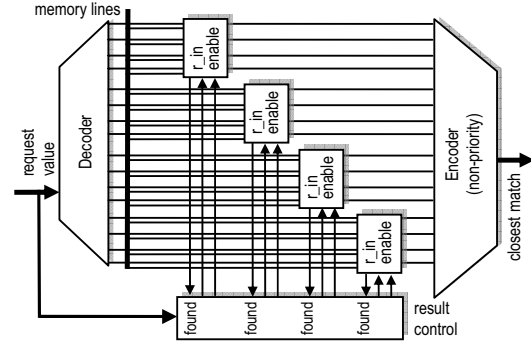 memory lines
r_in
enable
r_in
enable
r_in
enable
r_in
enable
request
value
Decoder
Encoder
(non-priority)
closest match
found
found
found
found
result
control